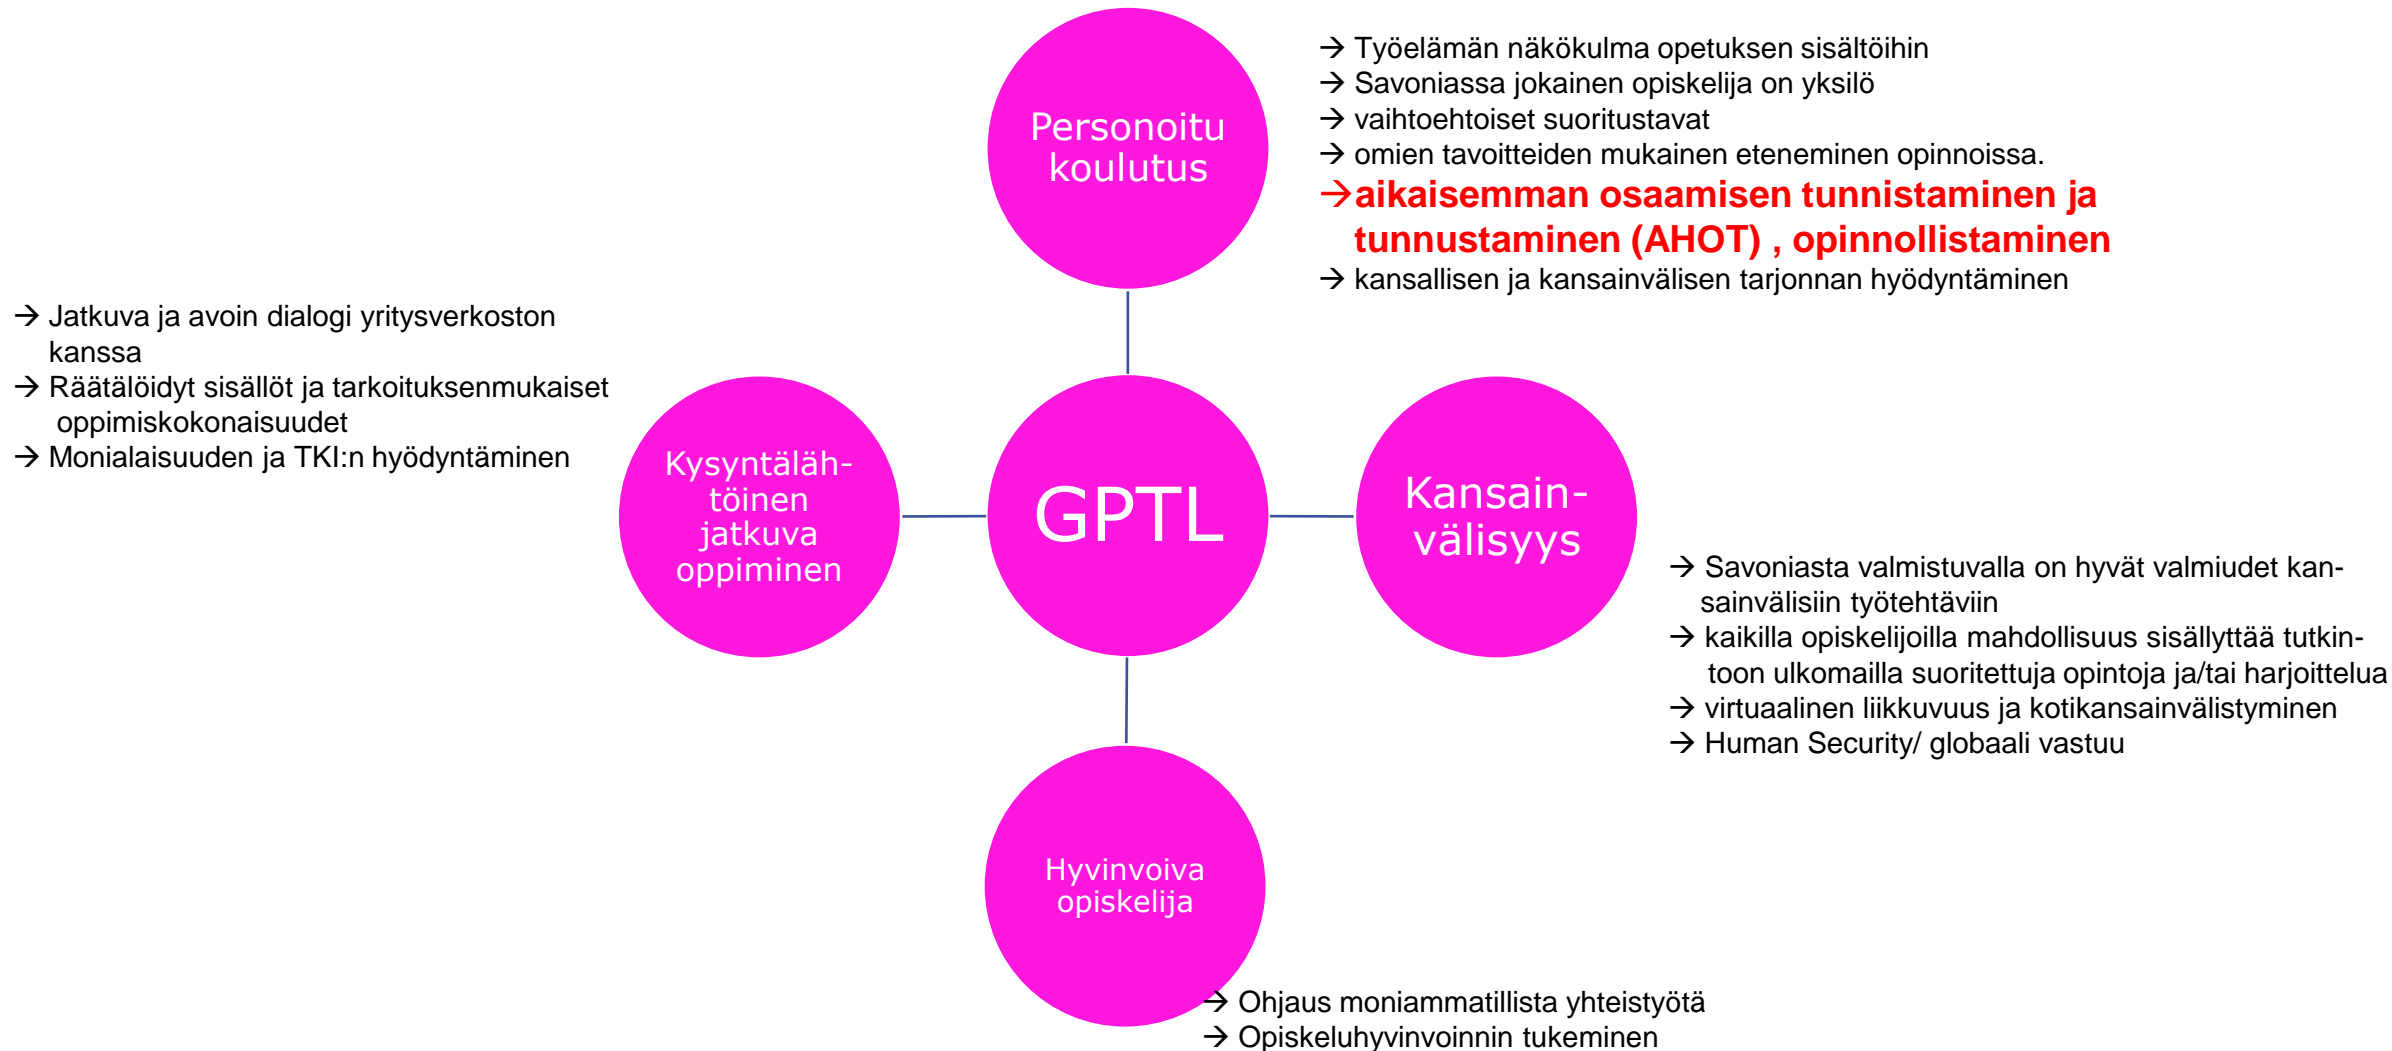 Personoitu
koulutus
→ Työelämän näkökulma opetuksen sisältöihin
→ Savoniassa jokainen opiskelija on yksilö
→ vaihtoehtoiset suoritustavat
→ omien tavoitteiden mukainen eteneminen opinnoissa.
→aikaisemman osaamisen tunnistaminen ja
tunnustaminen (AHOT) , opinnollistaminen
→ kansallisen ja kansainvälisen tarjonnan hyödyntäminen
→ Jatkuva ja avoin dialogi yritysverkoston
kanssa
→ Räätälöidyt sisällöt ja tarkoituksenmukaiset
oppimiskokonaisuudet
→ Monialaisuuden ja TKI:n hyödyntäminen
Kysyntäläh-
töinen
jatkuva
oppiminen
GPTL
Kansain-
välisyys
→ Savoniasta valmistuvalla on hyvät valmiudet kan-
sainvälisiin työtehtäviin
→ kaikilla opiskelijoilla mahdollisuus sisällyttää tutkin-
toon ulkomailla suoritettuja opintoja ja/tai harjoittelua
→ virtuaalinen liikkuvuus ja kotikansainvälistyminen
→ Human Security/ globaali vastuu
Hyvinvoiva
opiskelija
→ Ohjaus moniammatillista yhteistyötä
→ Opiskeluhyvinvoinnin tukeminen